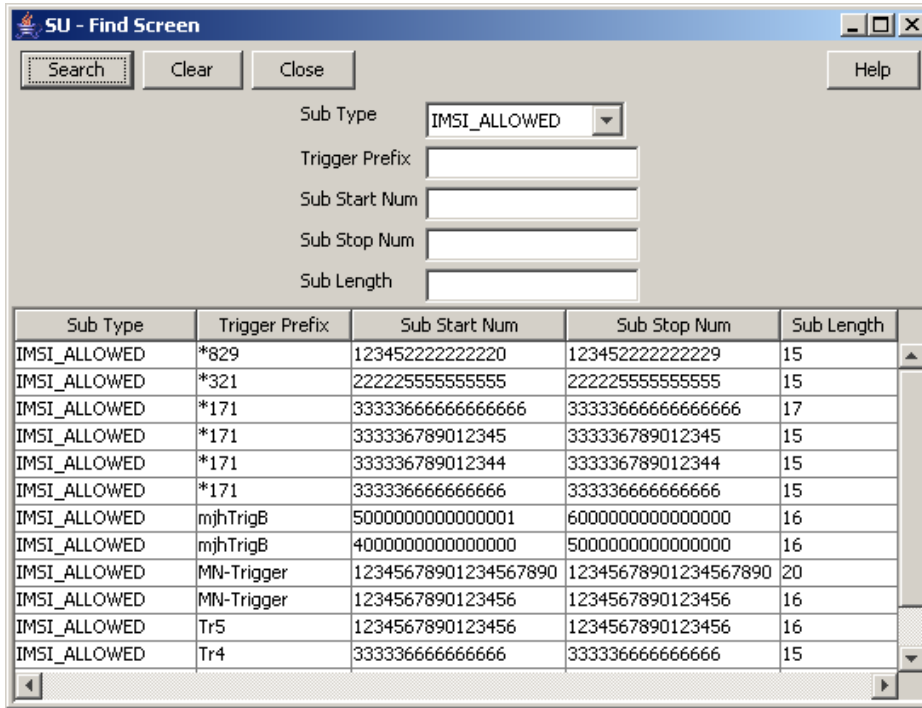 SU - Find Screen
Search Clear Close Help
Sub Type IMSI_ALLOWED
Trigger Prefix
Sub Start Num
Sub Stop Num
Sub Length
Sub Type Trigger Prefix Sub Start Num Sub Stop Num Sub Length
IMSI_ALLOWED *829 123452222222220 123452222222229 15
IMSI_ALLOWED *321 222225555555555 222225555555555 15
IMSI_ALLOWED *171 33333666666666666 33333666666666666 17
IMSI_ALLOWED *171 333336789012345 333336789012345 15
IMSI_ALLOWED *171 333336789012344 333336789012344 15
IMSI_ALLOWED *171 333336666666666 333336666666666 15
IMSI_ALLOWED mjhTrigB 5000000000000001 6000000000000000 16
IMSI_ALLOWED mjhTrigB 4000000000000000 5000000000000000 16
IMSI_ALLOWED MN-Trigger 12345678901234567890 12345678901234567890 20
IMSI_ALLOWED MN-Trigger 1234567890123456 1234567890123456 16
IMSI_ALLOWED Tr5 1234567890123456 1234567890123456 16
IMSI_ALLOWED Tr4 333336666666666 333336666666666 15